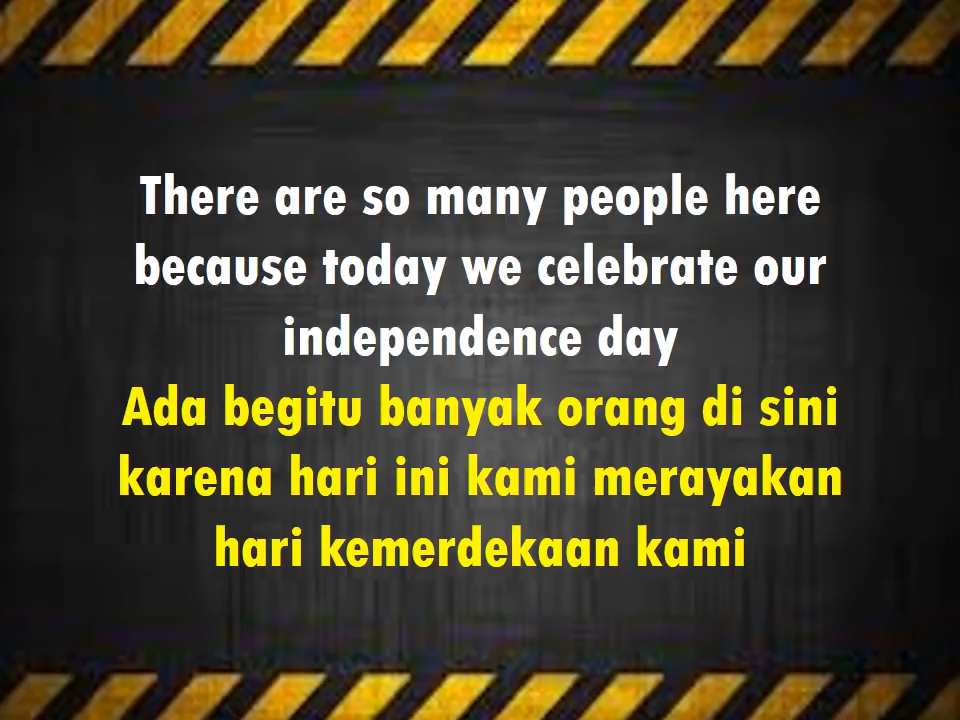 There are so many people here
because today we celebrate our
independence day
Ada begitu banyak orang di sini
karena hari ini kami merayakan
hari kemerdekaan kami